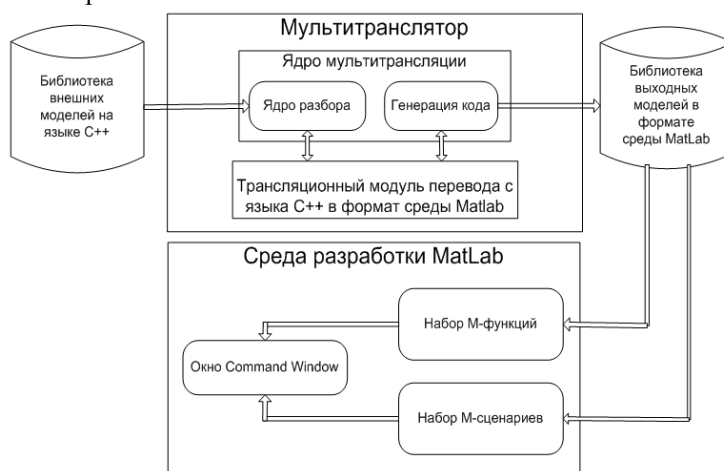 Мультитранслятор
Библиотека
внешних
моделей на
языке C++
Ядро мультитрансляции
Ядро разбора
Генерация кода
Библиотека
выходных
моделей в
формате
среды MatLab
Трансляционный модуль перевода с
языка C++ в формат среды Matlab
Среда разработки MatLab
Набор М-функций
Окно Command Window
Набор М-сценариев